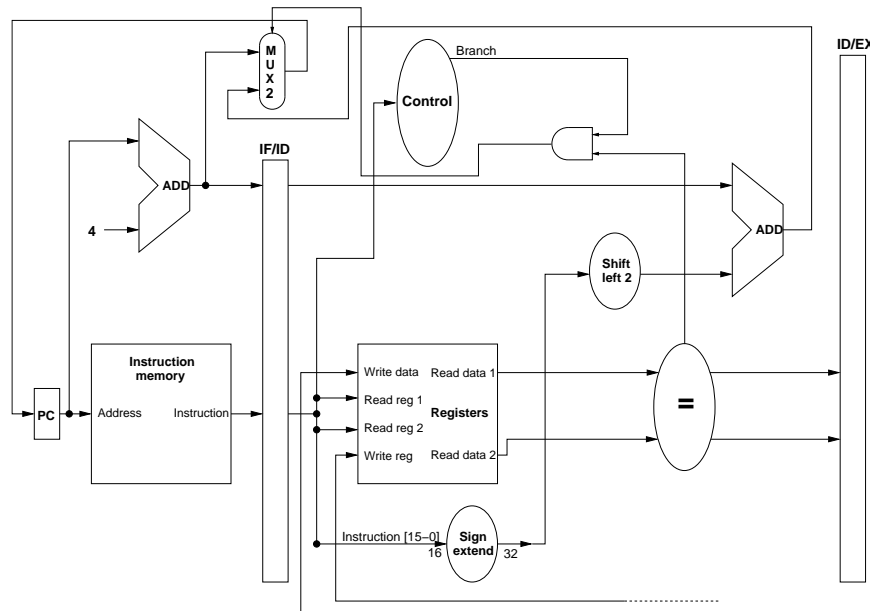 ID/EX
Branch
M
U
X
2
Control
IF/ID
ADD
4
ADD
Shift
left 2
Instruction
memory
Write data
Read data 1
PC
Address
Instruction
Read reg 1
Registers
=
Read reg 2
Write reg
Read data 2
Instruction [15−0]
16
Sign
extend
32